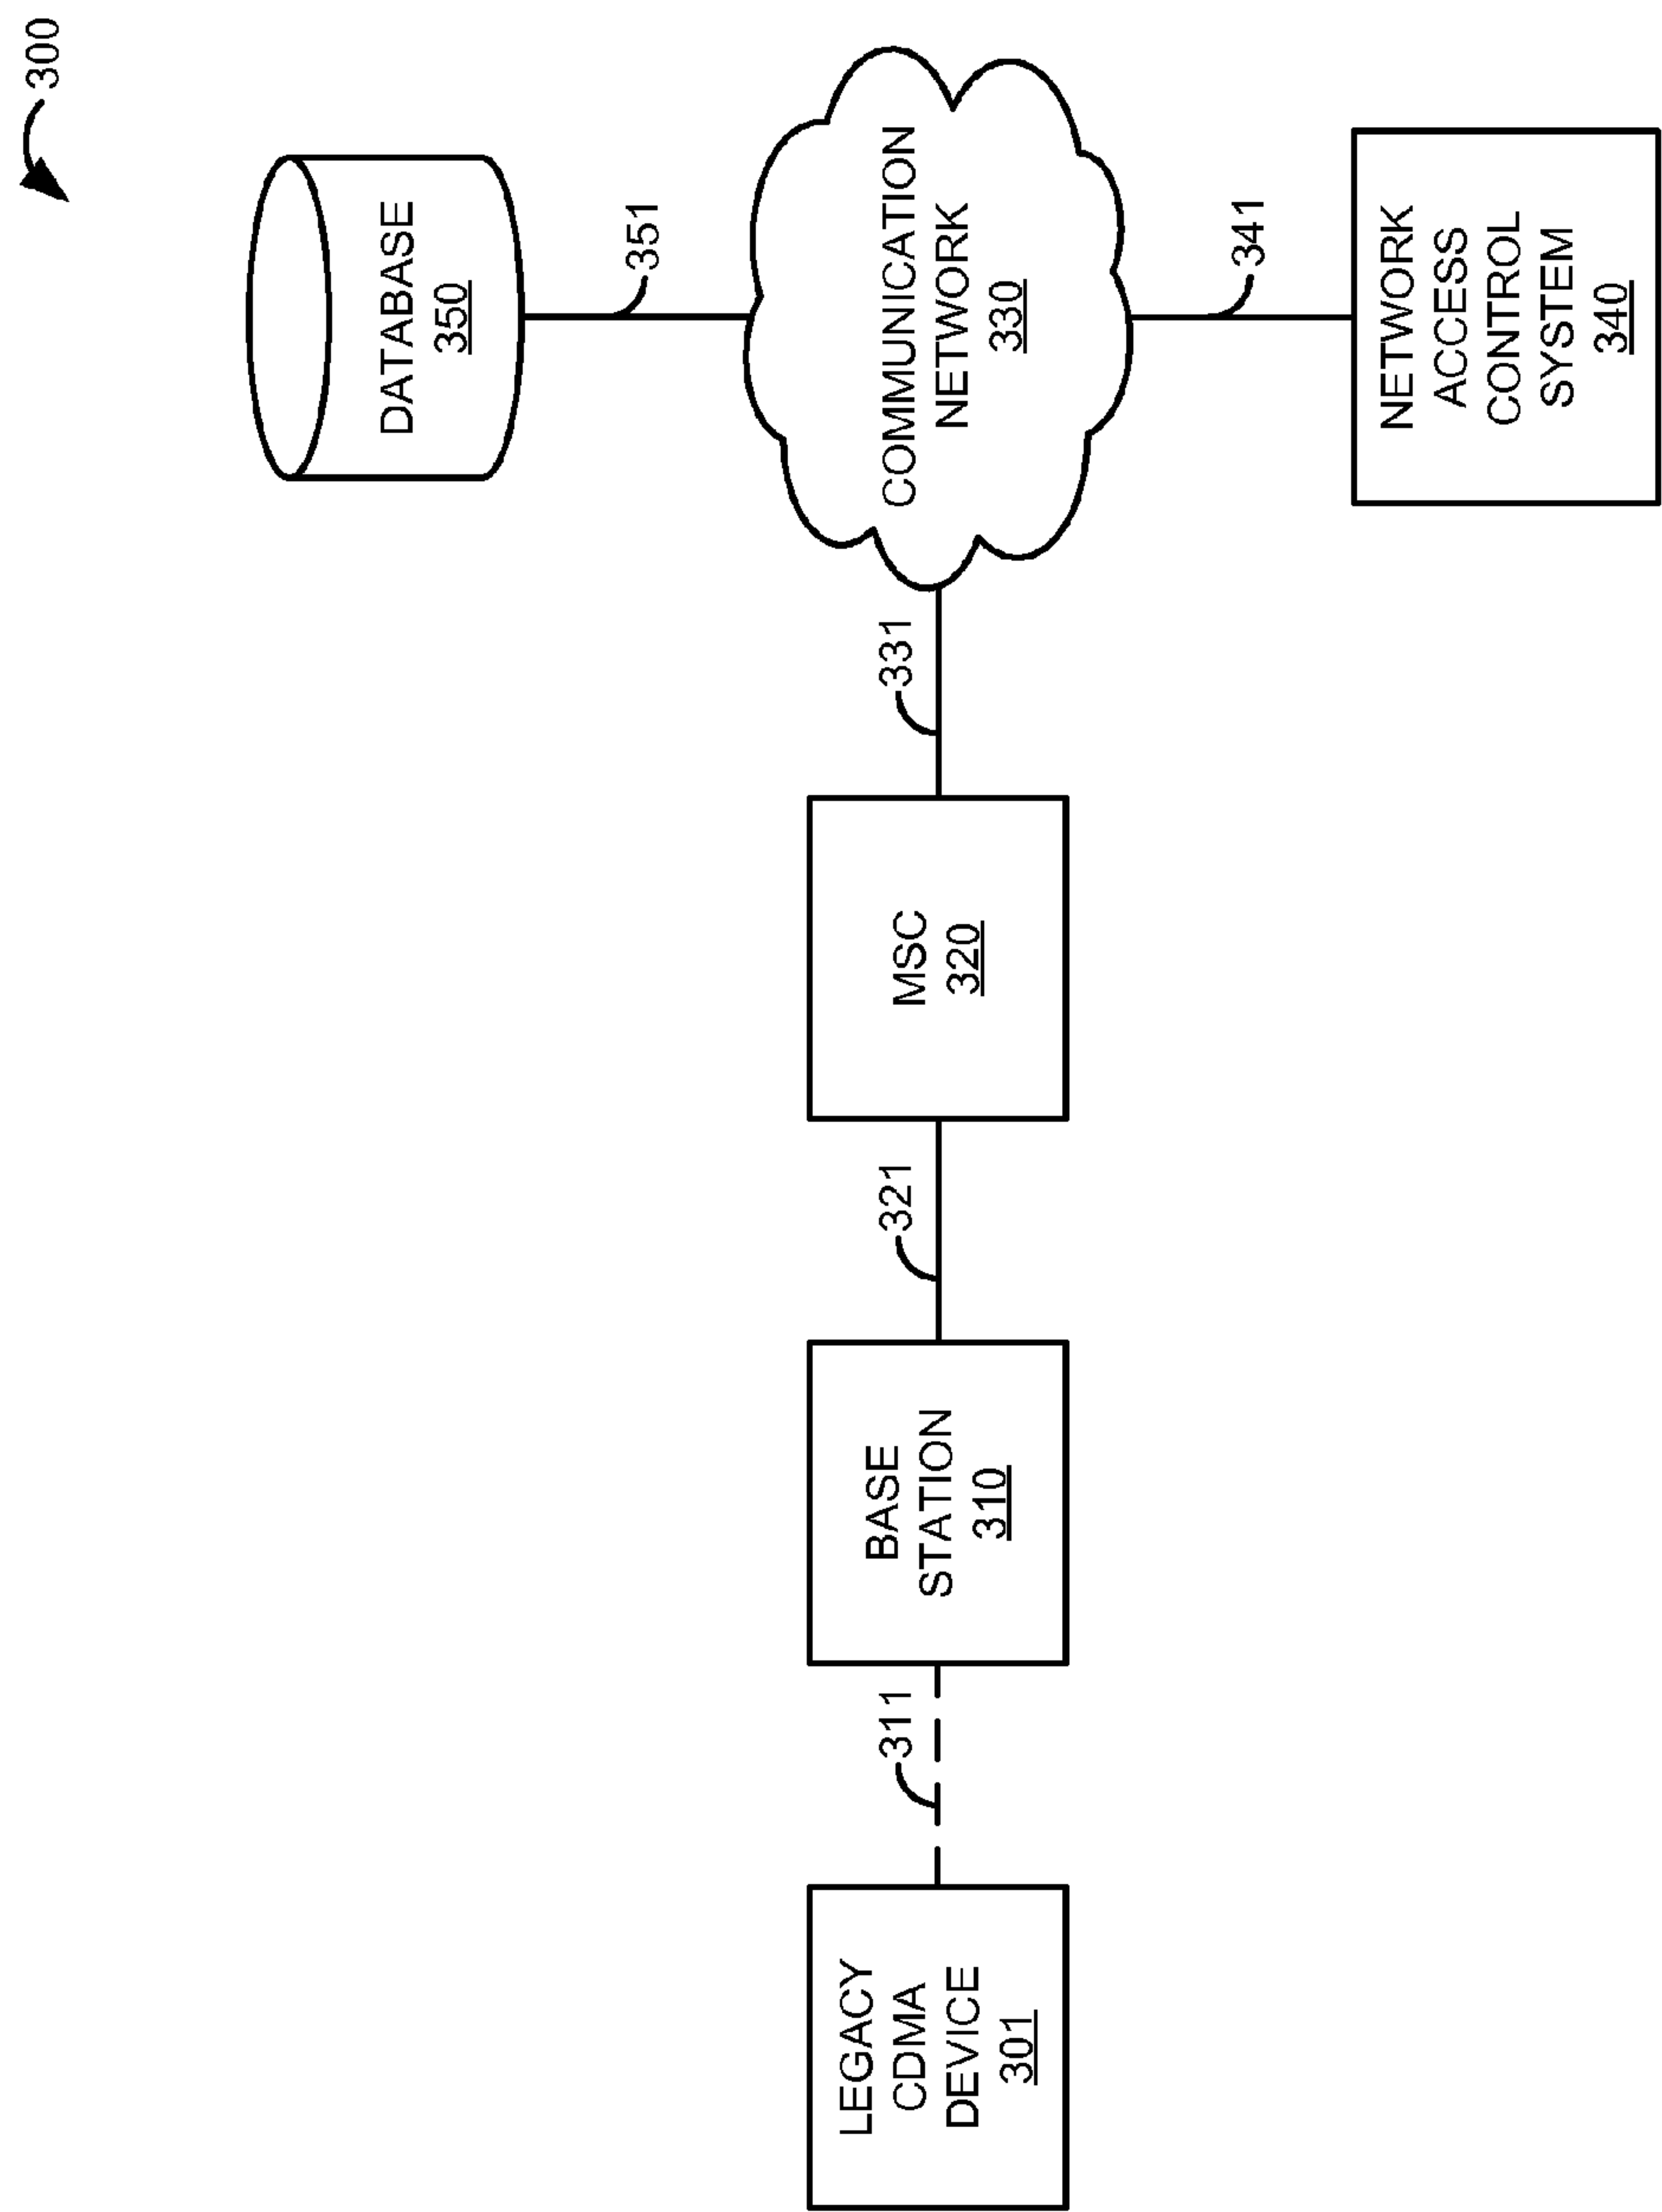 300
DATABASE
350
351
COMMUNICATION
NETWORK
330
341
NETWORK
ACCESS
CONTROL
SYSTEM
340
331
MSC
320
321
BASE
STATION
310
311
LEGACY
CDMA
DEVICE
301